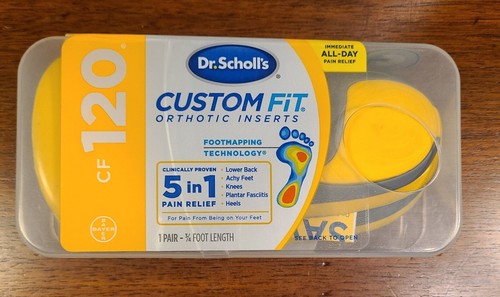 CF 120
Dr. Scholl's
IMMEDIATE
ALL-DAY
PAIN RELIEF
CUSTOM FiT®
ORTHOTIC INSERTS
FOOTMAPPING
TECHNOLOGY®
CLINICALLY PROVEN
5 in 1
PAIN RELIEF
• Lower Back
• Achy Feet
• Knees
• Plantar Fasciitis
• Heels
For Pain From Being on Your Feet
1 PAIR – ¾ FOOT LENGTH
SEE BACK TO OPEN.
BAYER